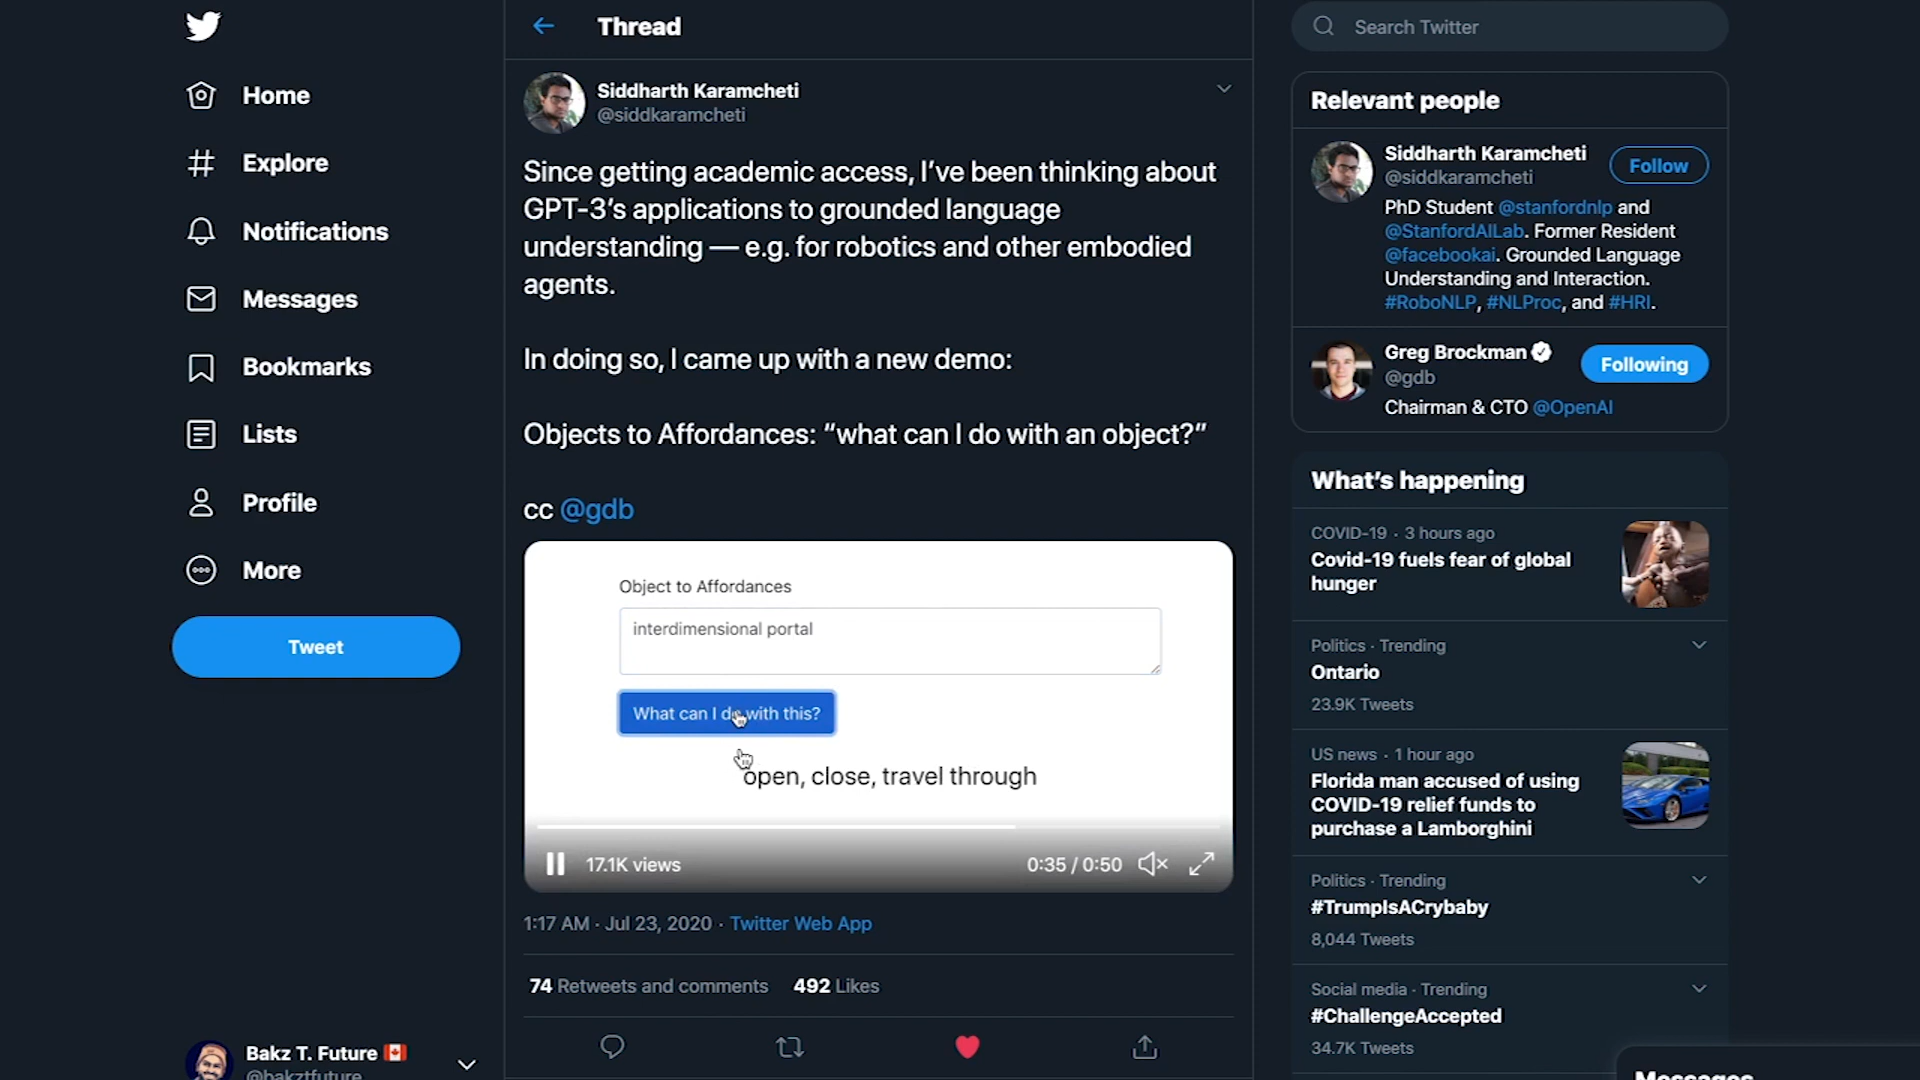 Home
Explore
Notifications
Messages
Bookmarks
Lists
Profile
More
Tweet
Bakz T. Future
@bakztfuture
Thread
Siddharth Karamcheti
@siddkaramcheti
Since getting academic access, I’ve been thinking about
GPT-3’s applications to grounded language
understanding — e.g. for robotics and other embodied
agents.
In doing so, I came up with a new demo:
Objects to Affordances: “what can I do with an object?”
cc @gdb
Object to Affordances
interdimensional portal
What can I do with this?
open, close, travel through
17.1K views
0:35 / 0:50
1:17 AM · Jul 23, 2020 · Twitter Web App
74 Retweets and comments 492 Likes
Search Twitter
Relevant people
Siddharth Karamcheti
@siddkaramcheti
Follow
PhD Student @stanfordnlp and
@StanfordAILab. Former Resident
@facebookai. Grounded Language
Understanding and Interaction.
#RoboNLP, #NLProc, and #HRI.
Greg Brockman
@gdb
Following
Chairman & CTO @OpenAI
What’s happening
COVID-19 · 3 hours ago
Covid-19 fuels fear of global
hunger
Politics · Trending
Ontario
23.9K Tweets
US news · 1 hour ago
Florida man accused of using
COVID-19 relief funds to
purchase a Lamborghini
Politics · Trending
#TrumpIsACrybaby
8,044 Tweets
Social media · Trending
#ChallengeAccepted
34.7K Tweets
Messages